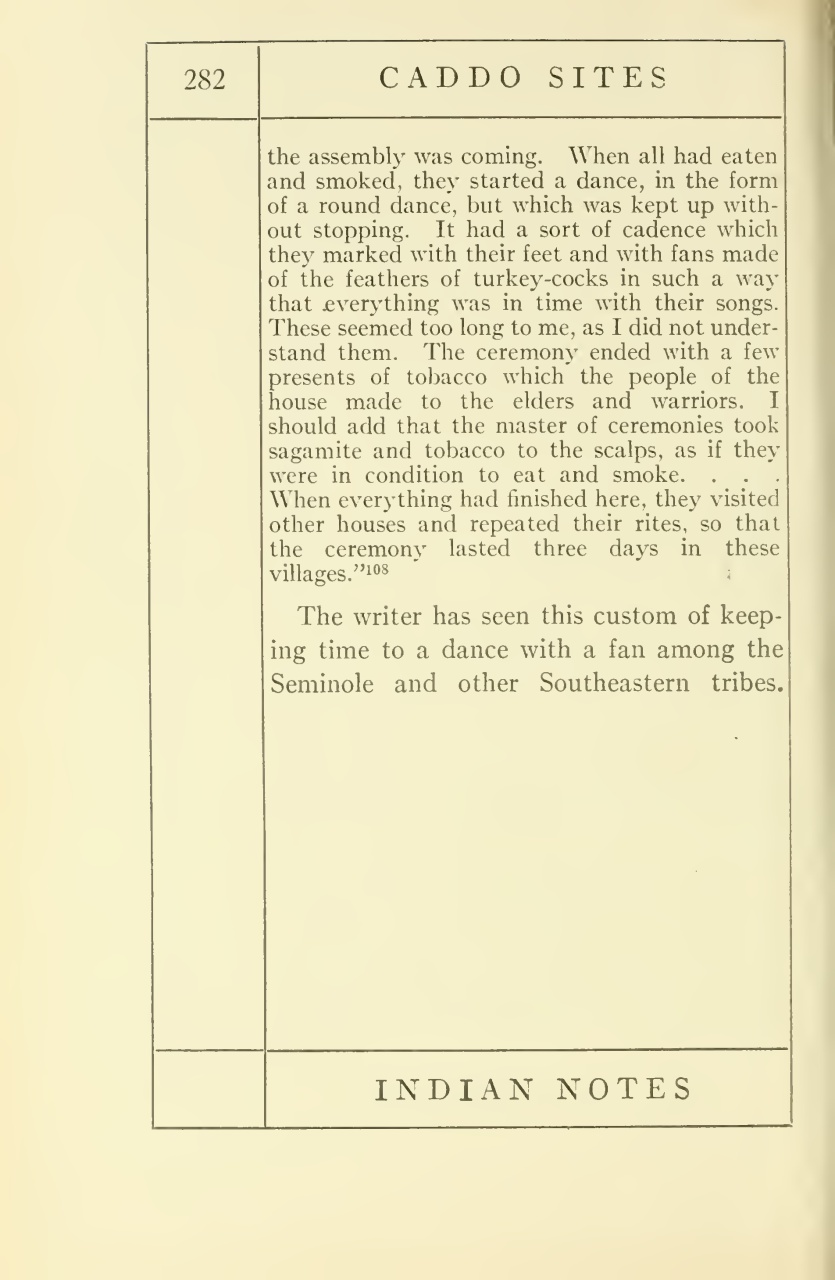 282
CADDO SITES
the assembly was coming. When all had eaten
and smoked, they started a dance, in the form
of a round dance, but which was kept up with-
out stopping. It had a sort of cadence which
they marked with their feet and with fans made
of the feathers of turkey-cocks in such a way
that everything was in time with their songs.
These seemed too long to me, as I did not under-
stand them. The ceremony ended with a few
presents of tobacco which the people of the
house made to the elders and warriors. I
should add that the master of ceremonies took
sagamite and tobacco to the scalps, as if they
were in condition to eat and smoke. . . .
When everything had finished here, they visited
other houses and repeated their rites, so that
the ceremony lasted three days in these
villages.”¹⁰⁸
The writer has seen this custom of keep-
ing time to a dance with a fan among the
Seminole and other Southeastern tribes.
INDIAN NOTES